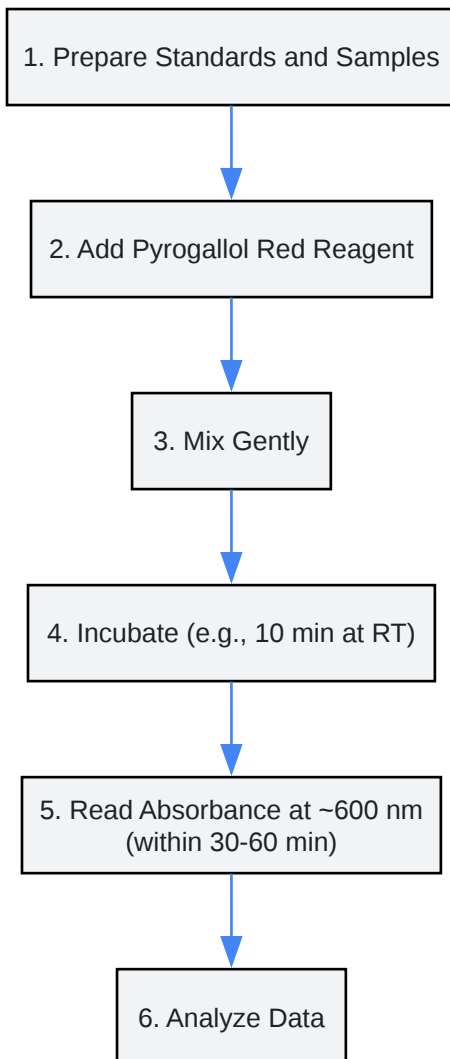 1. Prepare Standards and Samples
2. Add Pyrogallol Red Reagent
3. Mix Gently
4. Incubate (e.g., 10 min at RT)
5. Read Absorbance at ~600 nm
(within 30-60 min)
6. Analyze Data